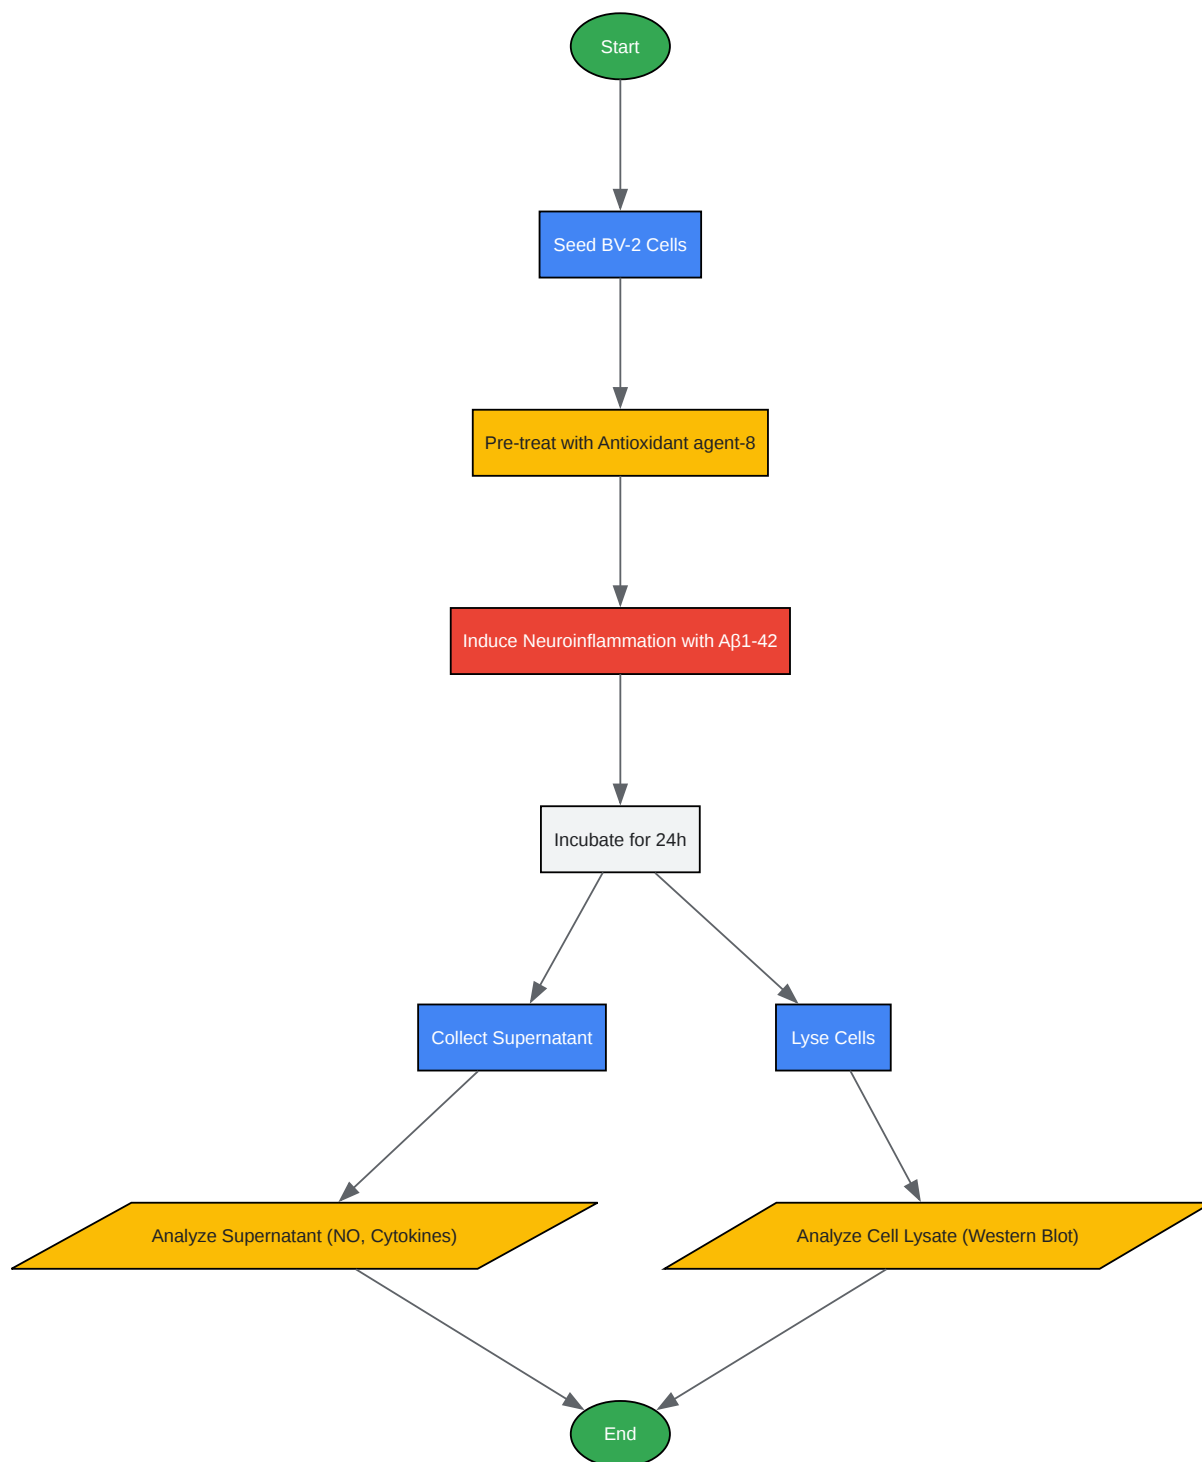 Start
Seed BV-2 Cells
Pre-treat with Antioxidant agent-8
Induce Neuroinflammation with Aβ1-42
Incubate for 24h
Collect Supernatant
Lyse Cells
Analyze Supernatant (NO, Cytokines)
Analyze Cell Lysate (Western Blot)
End